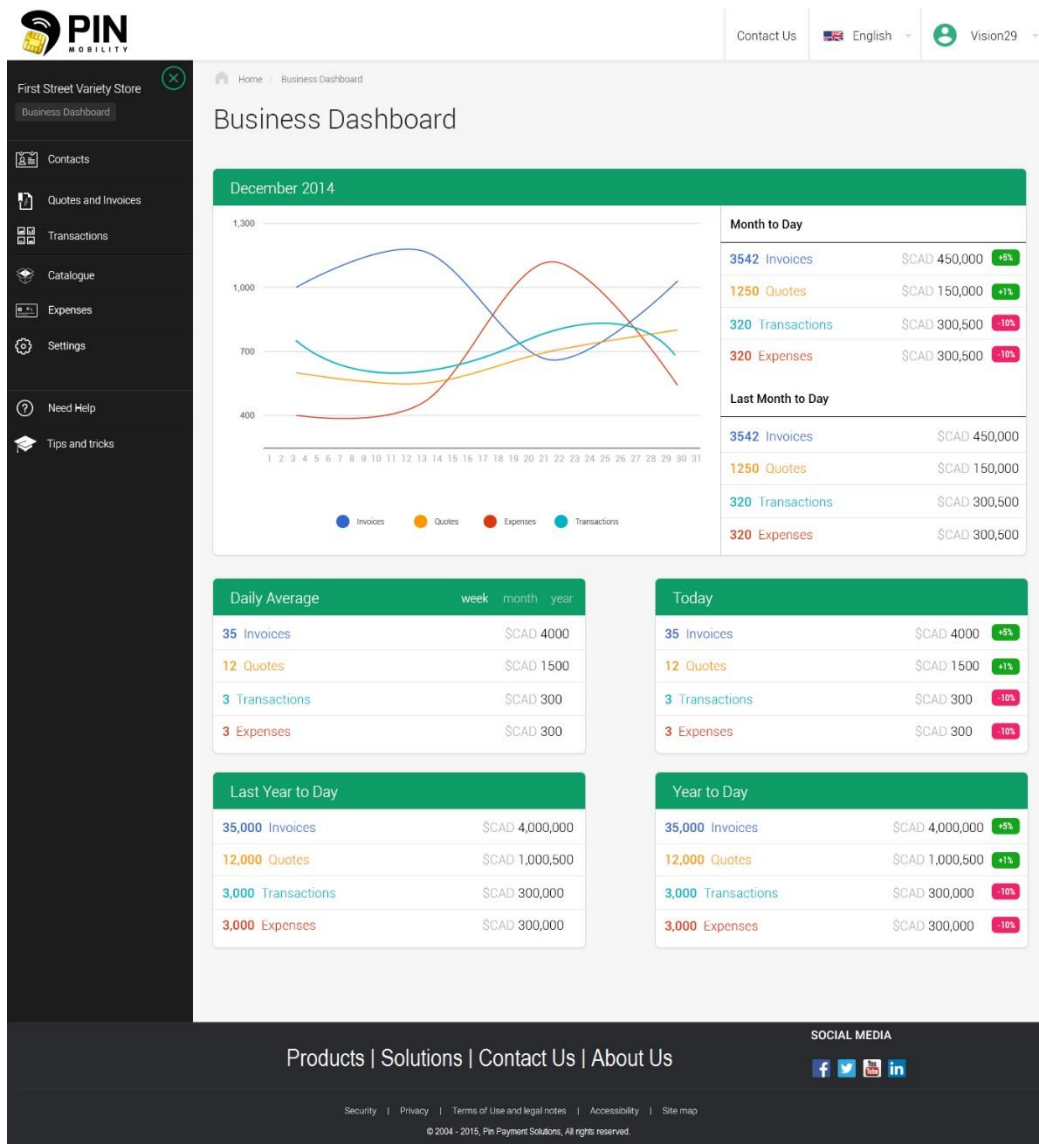 PIN
MOBILITY
Contact Us English Vision29
First Street Variety Store
Business Dashboard
Contacts
Quotes and Invoices
Transactions
Catalogue
Expenses
Settings
Need Help
Tips and tricks
Home / Business Dashboard
Business Dashboard
December 2014
1,300
1,000
700
400
1 2 3 4 5 6 7 8 9 10 11 12 13 14 15 16 17 18 19 20 21 22 23 24 25 26 27 28 29 30 31
Invoices Quotes Expenses Transactions
Month to Day
3542 Invoices $CAD 450,000 +5%
1250 Quotes $CAD 150,000 +1%
320 Transactions $CAD 300,500 -10%
320 Expenses $CAD 300,500 -10%
Last Month to Day
3542 Invoices $CAD 450,000
1250 Quotes $CAD 150,000
320 Transactions $CAD 300,500
320 Expenses $CAD 300,500
Daily Average week month year
35 Invoices $CAD 4000
12 Quotes $CAD 1500
3 Transactions $CAD 300
3 Expenses $CAD 300
Today
35 Invoices $CAD 4000 +5%
12 Quotes $CAD 1500 +1%
3 Transactions $CAD 300 -10%
3 Expenses $CAD 300 -10%
Last Year to Day
35,000 Invoices $CAD 4,000,000
12,000 Quotes $CAD 1,000,500
3,000 Transactions $CAD 300,000
3,000 Expenses $CAD 300,000
Year to Day
35,000 Invoices $CAD 4,000,000 +5%
12,000 Quotes $CAD 1,000,500 +1%
3,000 Transactions $CAD 300,000 -10%
3,000 Expenses $CAD 300,000 -10%
Products | Solutions | Contact Us | About Us
SOCIAL MEDIA
f You Tube in
Security | Privacy | Terms of Use and legal notes | Accessibility | Site map
© 2004 - 2015, Pin Payment Solutions, All rights reserved.